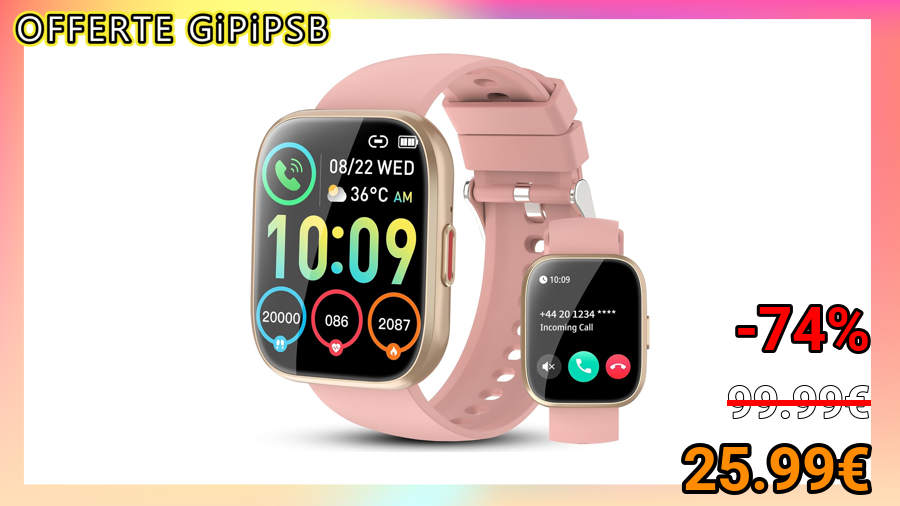 OFFERTE GiPiPSB
08/22 WED
36°C AM
10:09
20000 086 2087
10:09
+44 20 1234 ****
Incoming Call
-74%
99.99€
25.99€